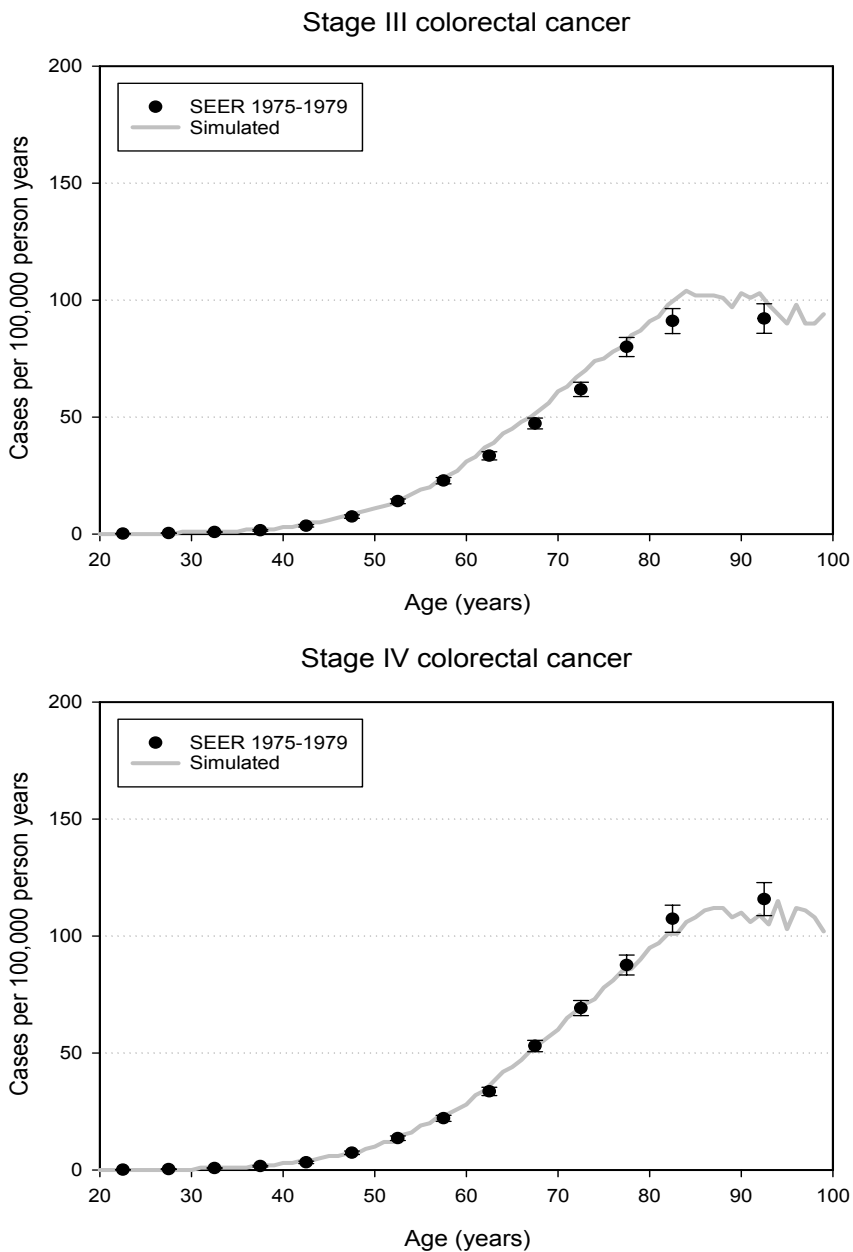 Stage III colorectal cancer
Cases per 100,000 person years
200
150
100
50
0
SEER 1975-1979
Simulated
20 30 40 50 60 70 80 90 100
Age (years)
Stage IV colorectal cancer
Cases per 100,000 person years
200
150
100
50
0
SEER 1975-1979
Simulated
20 30 40 50 60 70 80 90 100
Age (years)